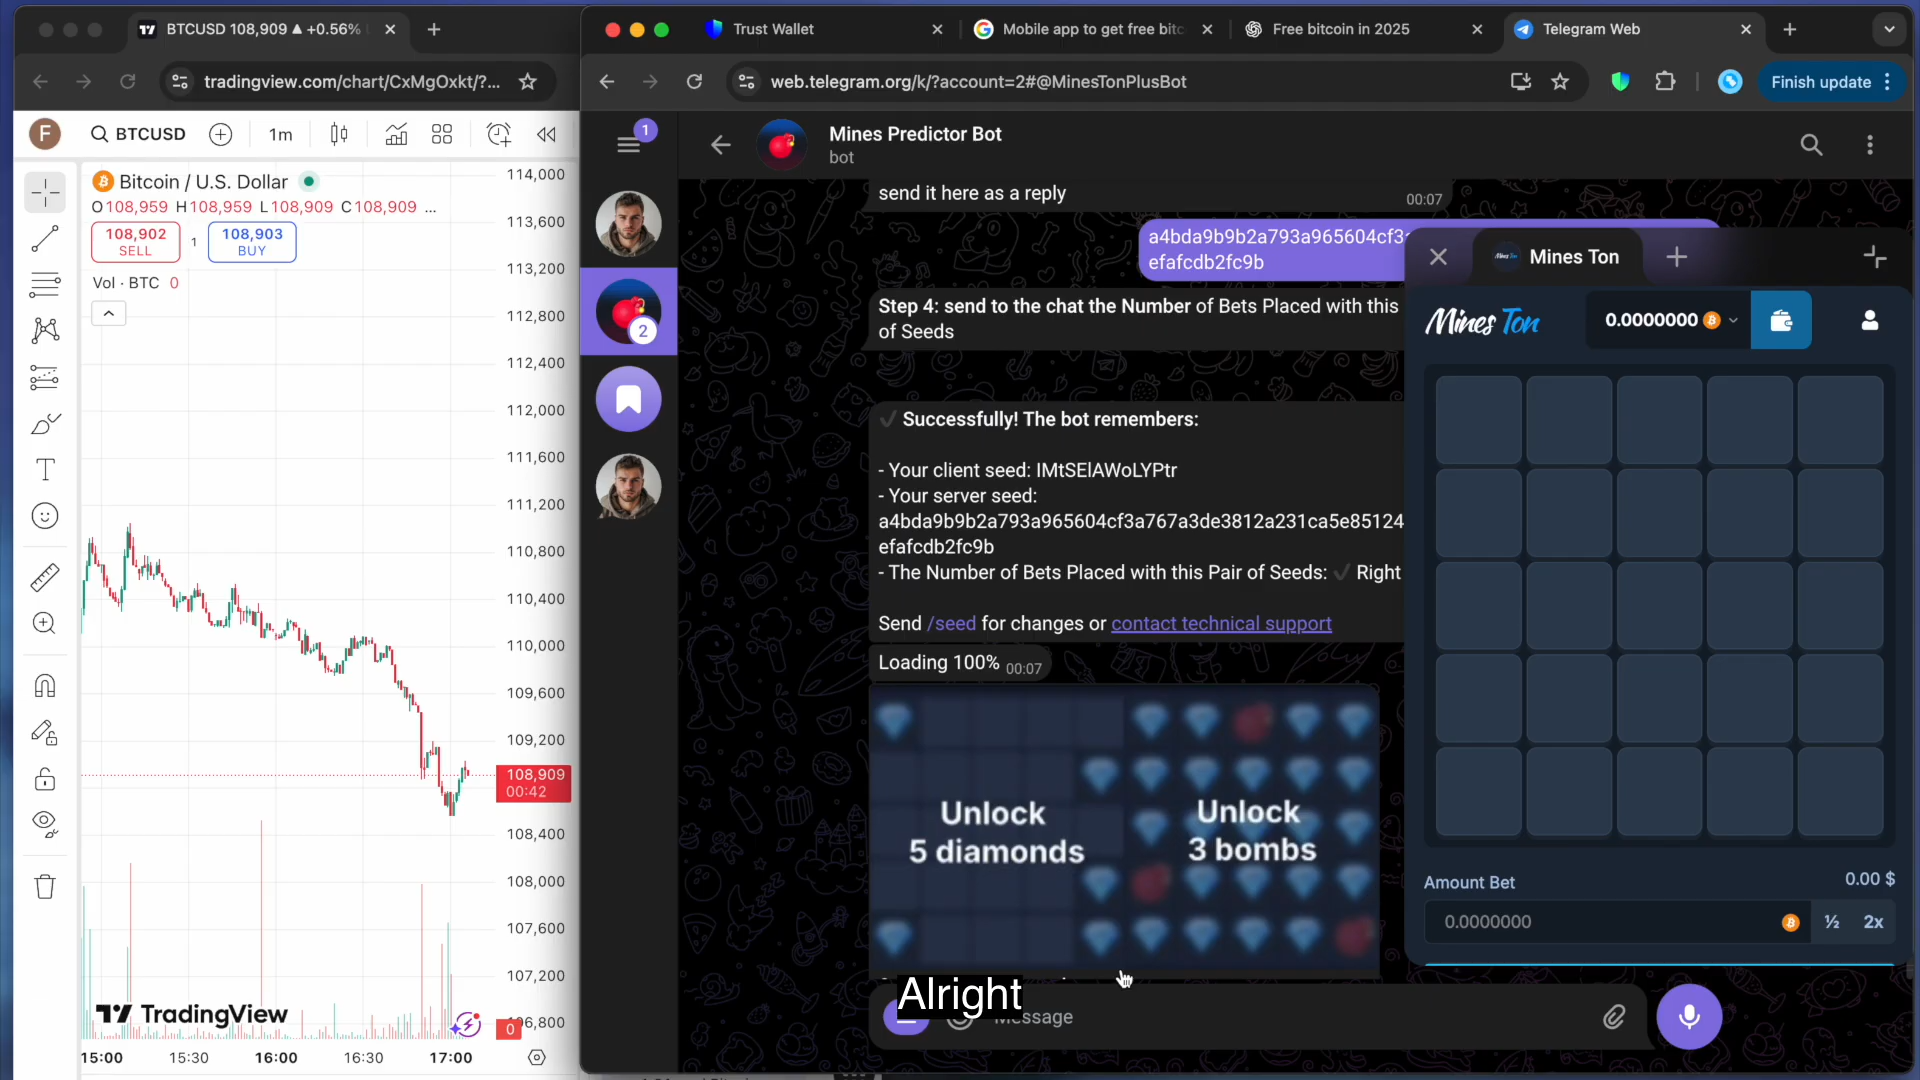 BTCUSD 108,909 ▲ +0.56%
tradingview.com/chart/CxMgOxkt/?...
F
BTCUSD
1m
Bitcoin / U.S. Dollar
O108,959 H108,959 L108,909 C108,909 ...
108,902
SELL
1
108,903
BUY
Vol · BTC 0
114,000
113,600
113,200
112,800
112,400
112,000
111,600
111,200
110,800
110,400
110,000
109,600
109,200
108,909
00:42
108,400
108,000
107,600
107,200
0
TradingView
15:00
15:30
16:00
16:30
17:00
Trust Wallet
Mobile app to get free bitc
Free bitcoin in 2025
Telegram Web
web.telegram.org/k/?account=2#@MinesTonPlusBot
Finish update
1
2
Mines Predictor Bot
bot
send it here as a reply
00:07
a4bda9b9b2a793a965604cf3
efafcdb2fc9b
Step 4: send to the chat the Number of Bets Placed with this
of Seeds
✔ Successfully! The bot remembers:
- Your client seed: IMtSElAWoLYPtr
- Your server seed:
a4bda9b9b2a793a965604cf3a767a3de3812a231ca5e85124
efafcdb2fc9b
- The Number of Bets Placed with this Pair of Seeds: ✔ Right
Send /seed for changes or contact technical support
Loading 100% 00:07
Unlock
5 diamonds
Unlock
3 bombs
Alright
Message
Mines Ton
Mines Ton
0.0000000
Amount Bet
0.00 $
0.0000000
½
2x